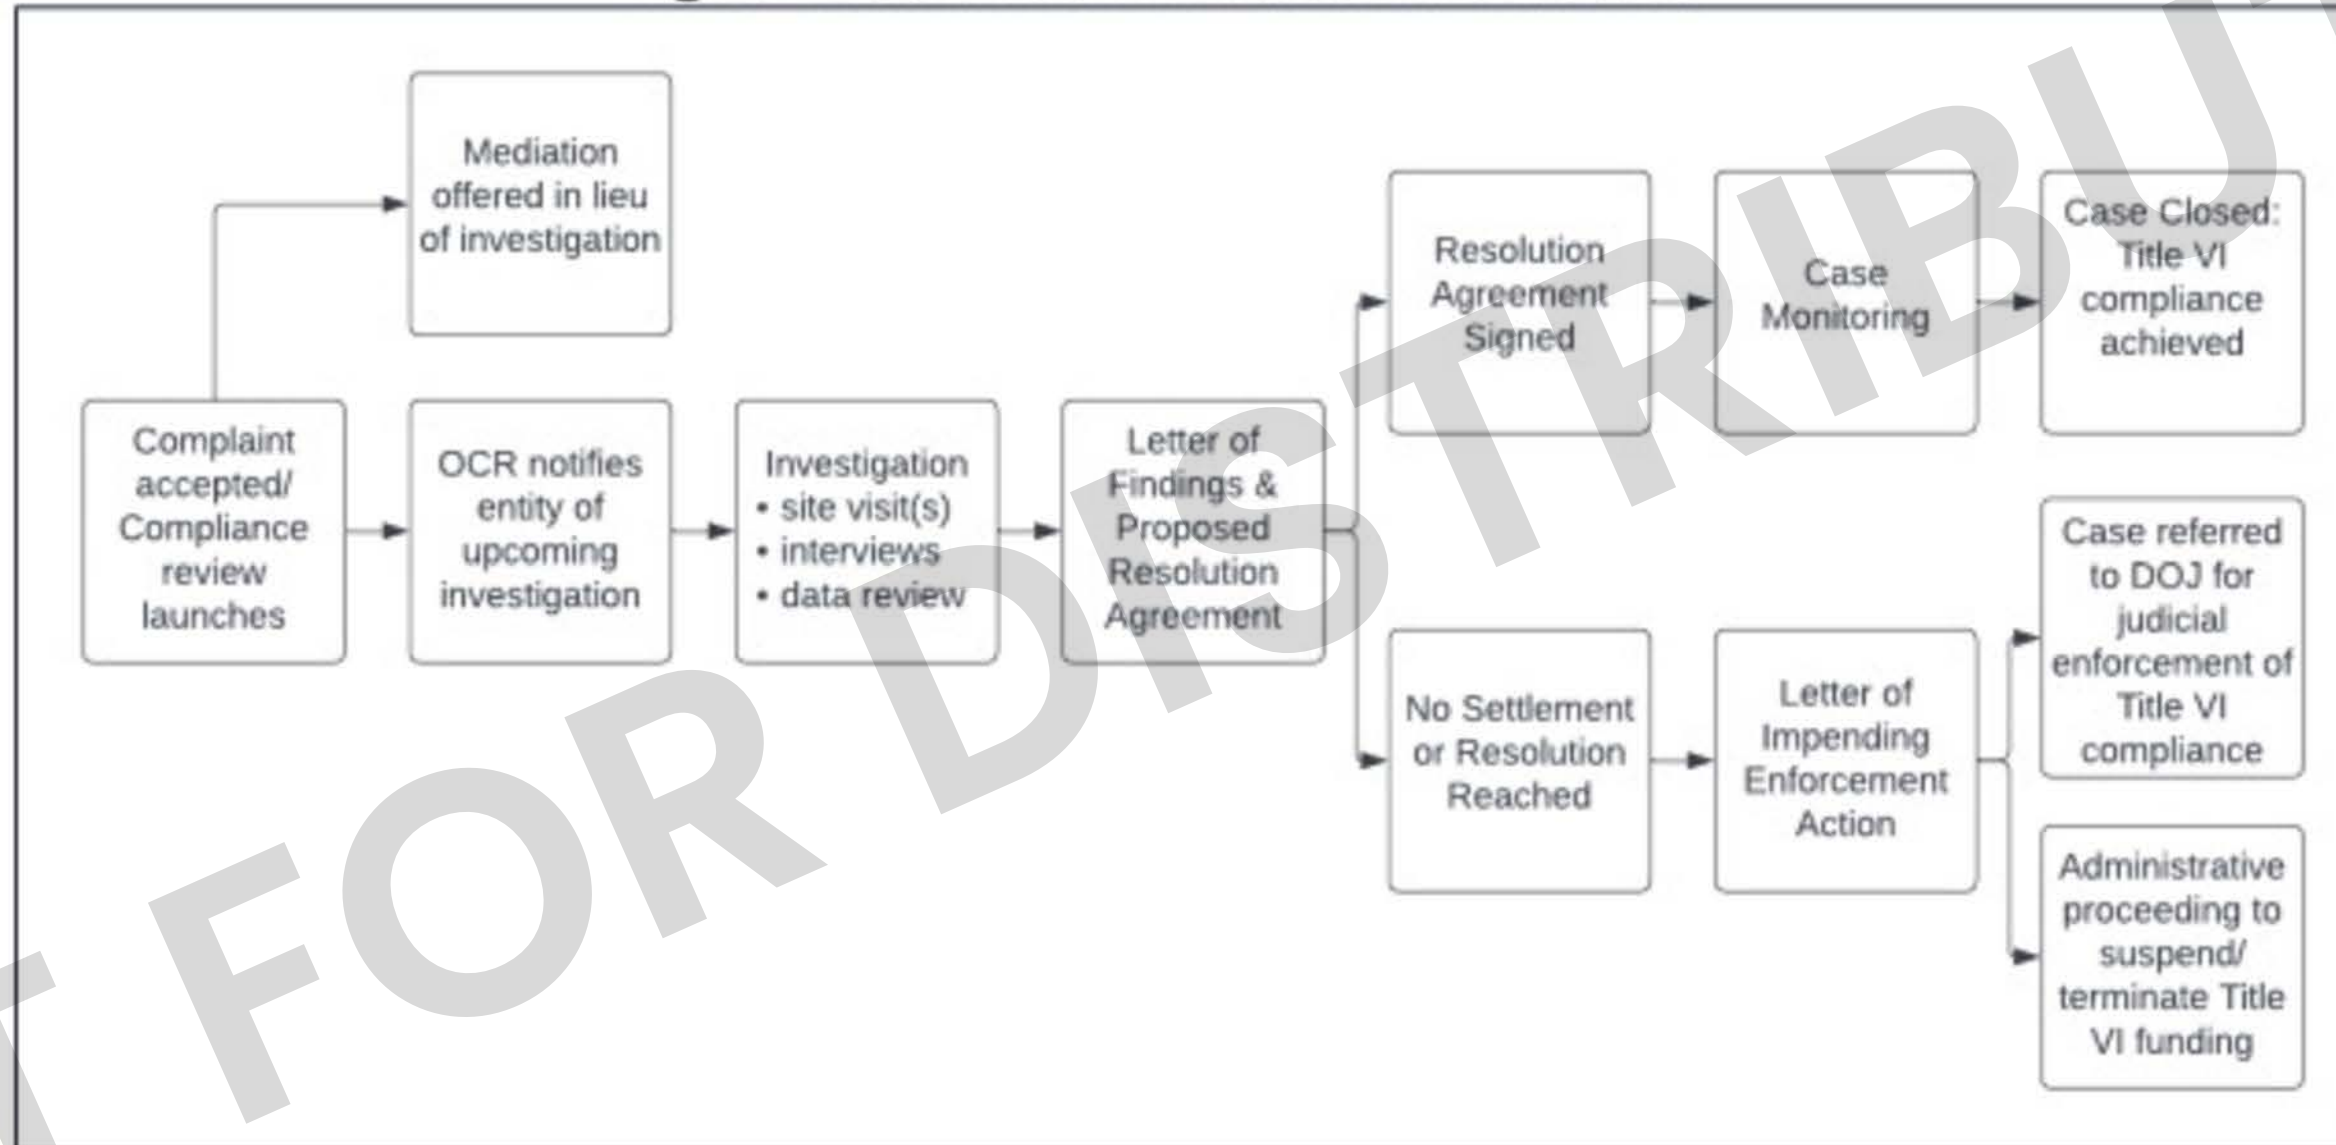 Mediation
offered in lieu
of investigation
Complaint
accepted/
Compliance
review
launches
OCR notifies
entity of
upcoming
investigation
Investigation
• site visit(s)
• interviews
• data review
Letter of
Findings &
Proposed
Resolution
Agreement
Resolution
Agreement
Signed
Case
Monitoring
Case Closed:
Title VI
compliance
achieved
No Settlement
or Resolution
Reached
Letter of
Impending
Enforcement
Action
Case referred
to DOJ for
judicial
enforcement of
Title VI
compliance
Administrative
proceeding to
suspend/
terminate Title
VI funding
T FOR DISTRIBU